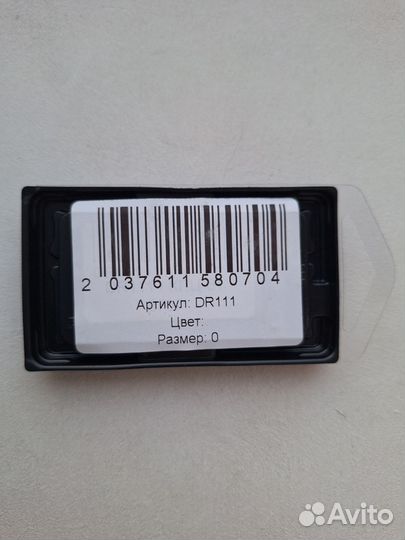 2 037611 580704
Артикул: DR111
Цвет:
Размер: 0
Avito